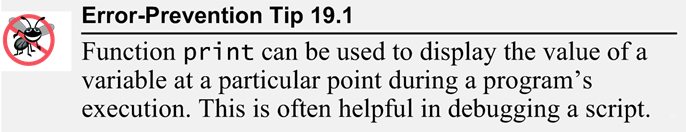 Error-Prevention Tip 19.1
Function print can be used to display the value of a
variable at a particular point during a program’s
execution. This is often helpful in debugging a script.